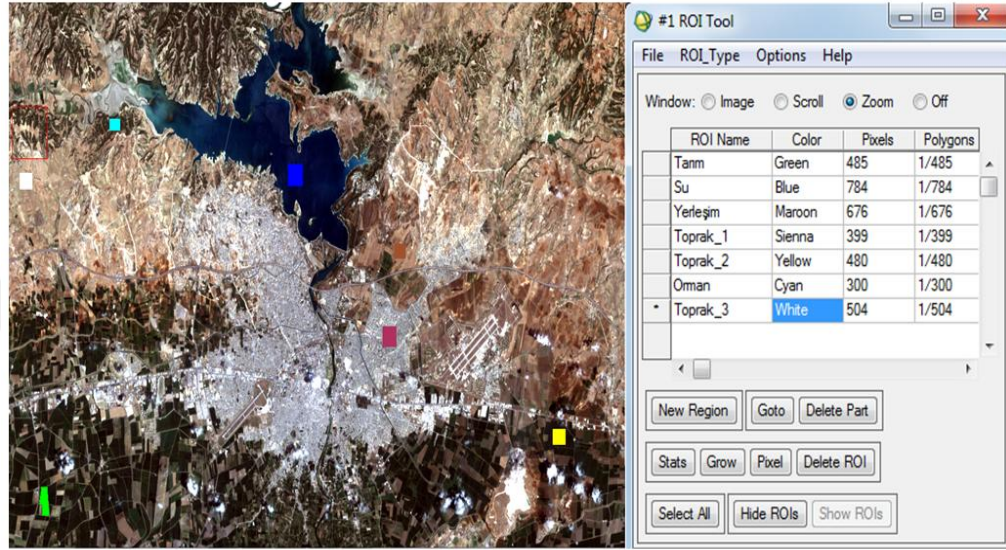 #1 ROI Tool
File ROI_Type Options Help
Window: Image Scroll Zoom Off
ROI Name Color Pixels Polygons
Tarım Green 485 1/485
Su Blue 784 1/784
Yerleşim Maroon 676 1/676
Toprak_1 Sienna 399 1/399
Toprak_2 Yellow 480 1/480
Orman Cyan 300 1/300
* Toprak_3 White 504 1/504
New Region Goto Delete Part
Stats Grow Pixel Delete ROI
Select All Hide ROIs Show ROIs